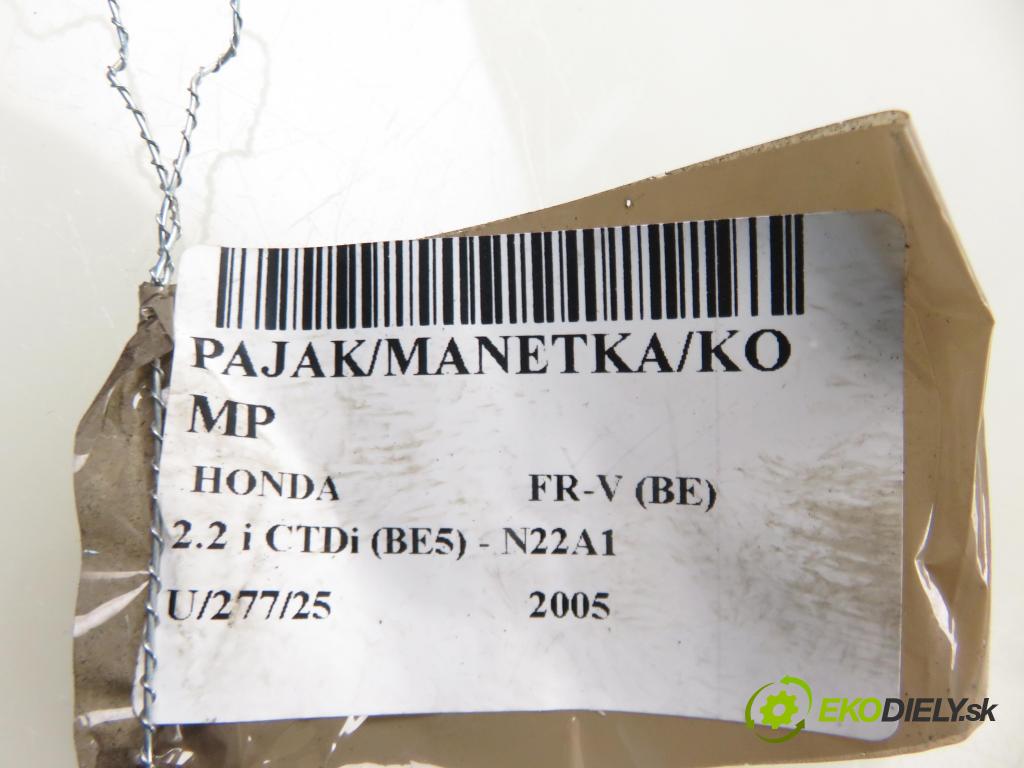 PAJAK/MANETKA/KO
MP
HONDA FR-V (BE)
2.2 i CTDi (BE5) - N22A1
U/277/25 2005
EKODIELY.sk